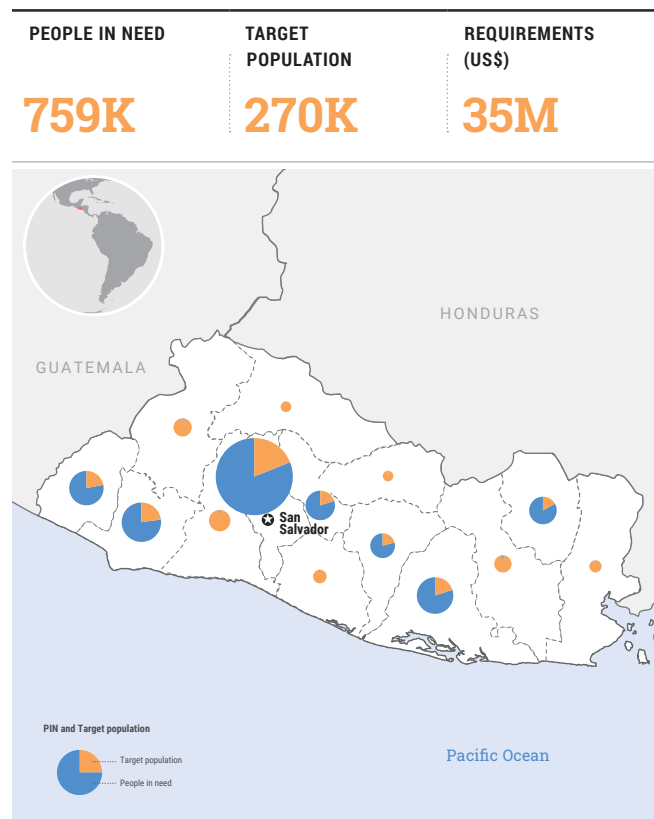 PEOPLE IN NEED
TARGET
POPULATION
REQUIREMENTS
(US$)
759K
270K
35M
HONDURAS
GUATEMALA
San
Salvador
PIN and Target population
Target population
People in need
Pacific Ocean